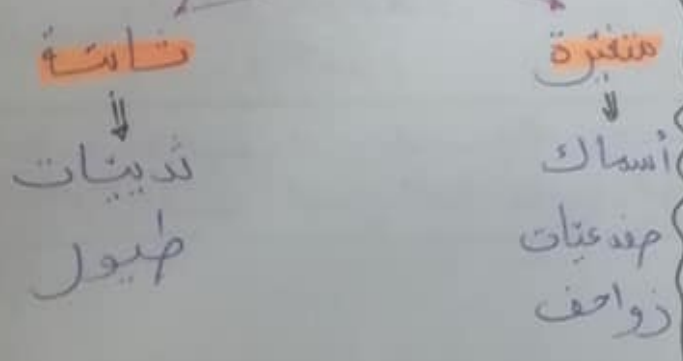 متغيرة
ثابتة
أسماك
ثدييات
ضفدعيات
طيور
زواحف